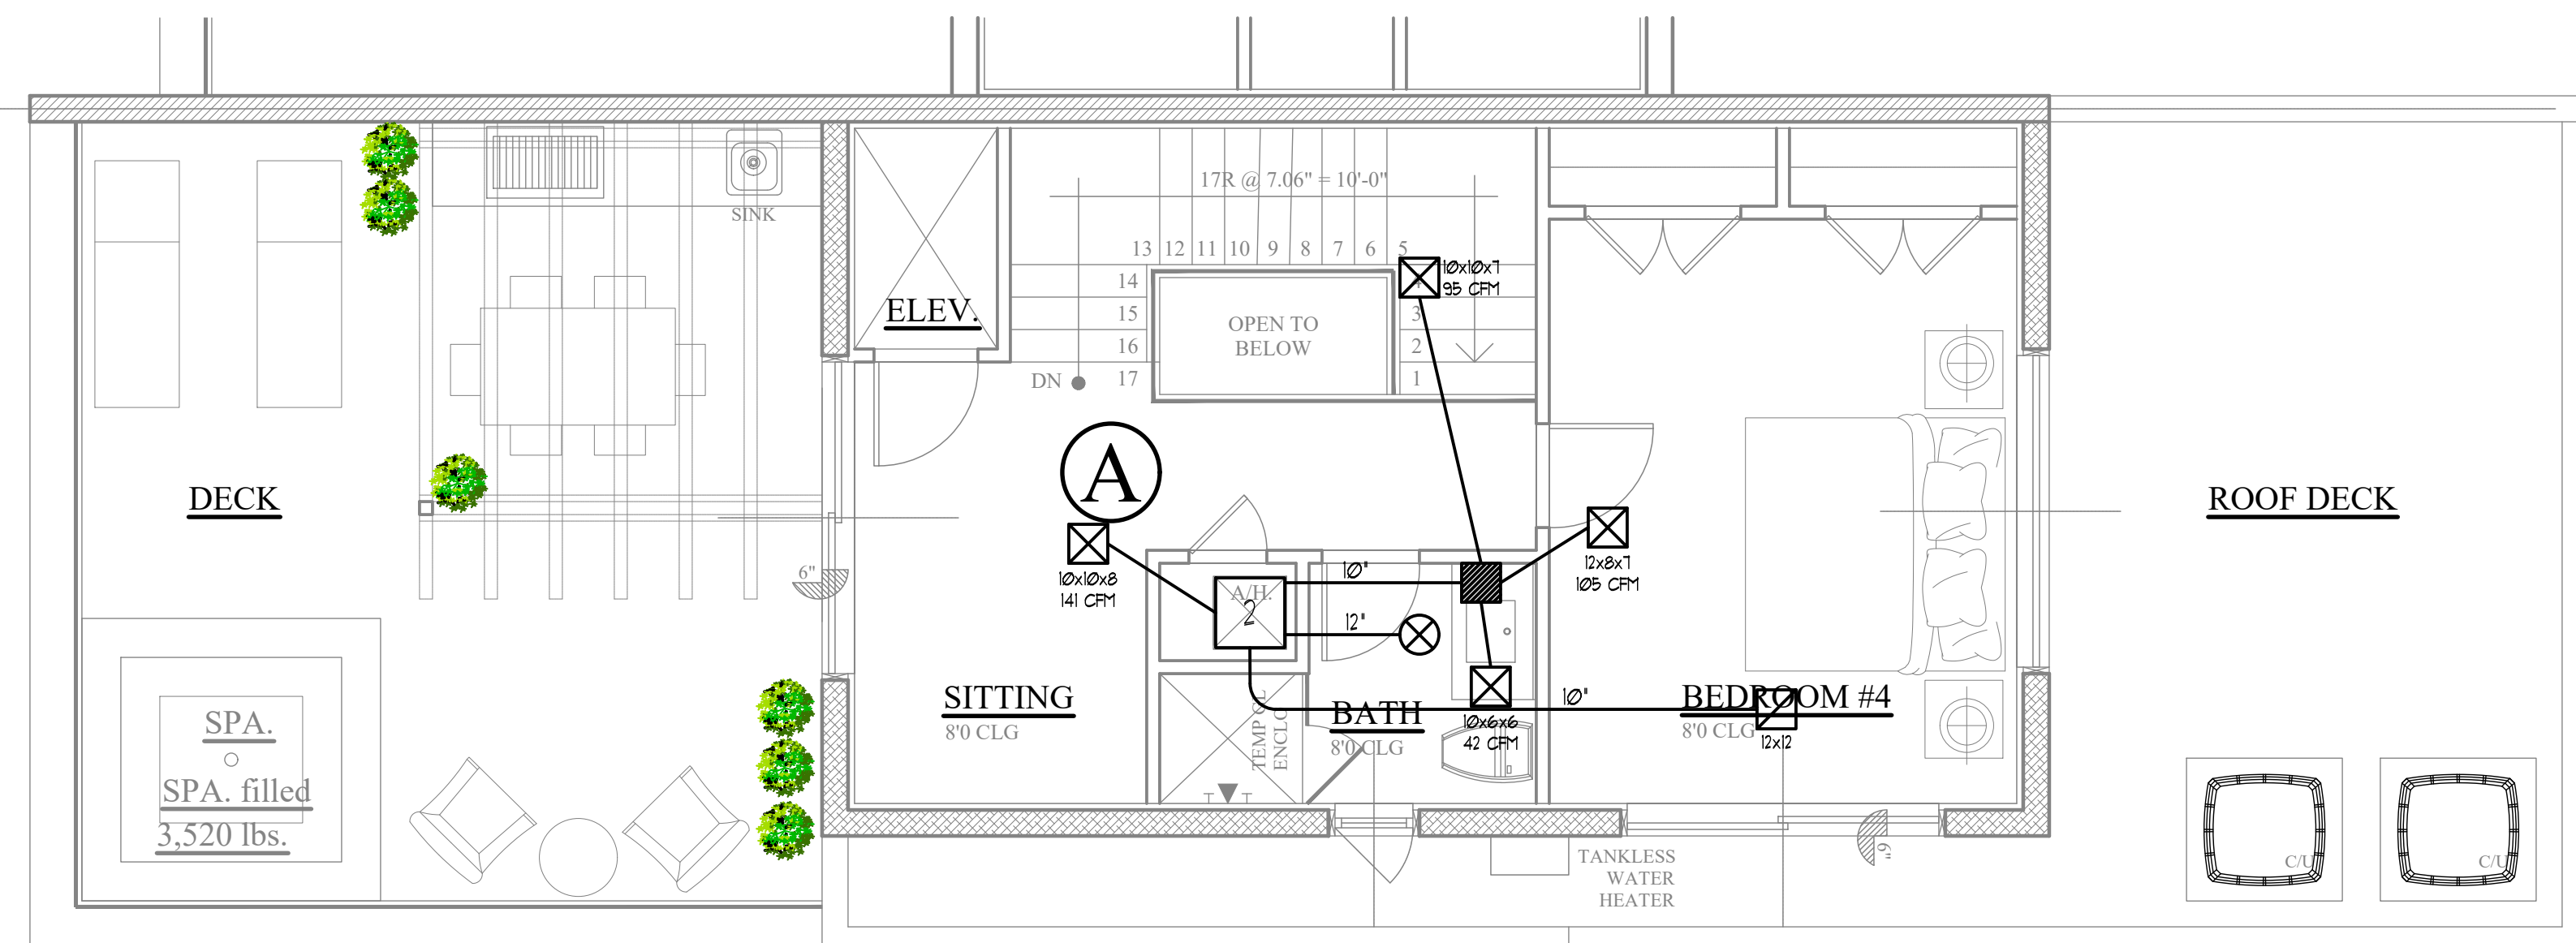 17R @ 7.06" = 10'-0"
SINK
13 12 11 10 9 8 7 6 5
14
15
16
17
4
3
2
1
10x10x7
95 CFM
ELEV.
OPEN TO
BELOW
DN
A
DECK
ROOF DECK
10x10x8
141 CFM
6"
A/H.
2
10"
12"
12x8x7
105 CFM
SITTING
8'0 CLG
TEMP GL
ENCLO
BATH
8'0 CLG
10x6x6
42 CFM
10"
BEDROOM #4
8'0 CLG
12x12
SPA.
SPA. filled
3,520 lbs.
TANKLESS
WATER
HEATER
6"
C/U
C/U